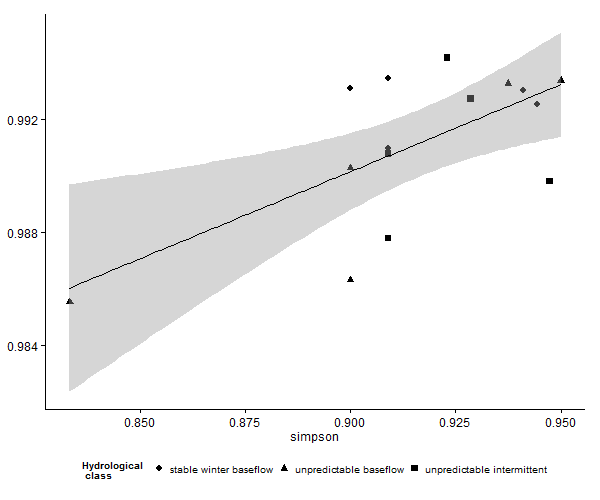 0.992
0.988
0.984
0.850 0.875 0.900 0.925 0.950
simpson
Hydrological
class
stable winter baseflow unpredictable baseflow unpredictable intermittent